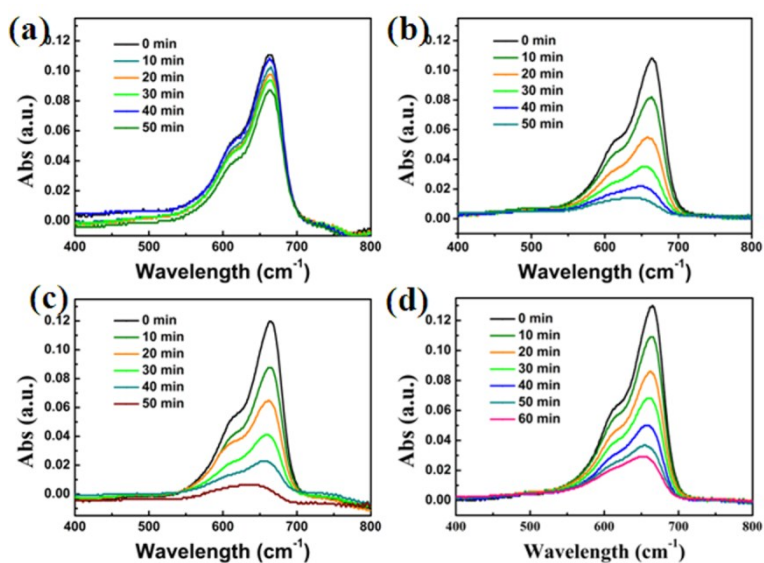 (a)
0 min
10 min
20 min
30 min
40 min
50 min
Abs (a.u.)
0.12
0.10
0.08
0.06
0.04
0.02
0.00
400 500 600 700 800
Wavelength (cm⁻¹)
(b)
0 min
10 min
20 min
30 min
40 min
50 min
Abs (a.u.)
0.12
0.10
0.08
0.06
0.04
0.02
0.00
400 500 600 700 800
Wavelength (cm⁻¹)
(c)
0 min
10 min
20 min
30 min
40 min
50 min
Abs (a.u.)
0.12
0.10
0.08
0.06
0.04
0.02
0.00
400 500 600 700 800
Wavelength (cm⁻¹)
(d)
0 min
10 min
20 min
30 min
40 min
50 min
60 min
Abs (a.u.)
0.12
0.10
0.08
0.06
0.04
0.02
0.00
400 500 600 700 800
Wavelength (cm⁻¹)